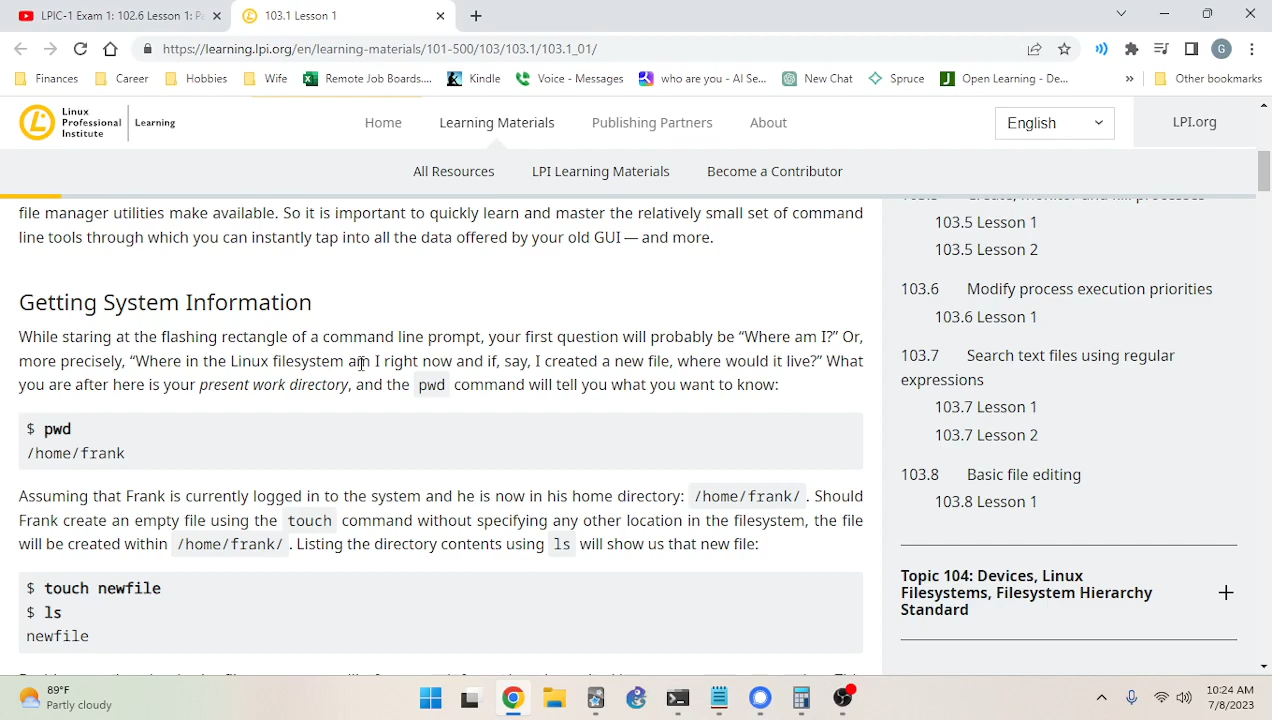 LPIC-1 Exam 1: 102.6 Lesson 1: P
103.1 Lesson 1
https://learning.lpi.org/en/learning-materials/101-500/103/103.1/103.1_01/
G
Finances
Career
Hobbies
Wife
Remote Job Boards....
Kindle
Voice - Messages
who are you - AI Se...
New Chat
Spruce
Open Learning - De...
»
Other bookmarks
Linux
Professional
Institute
Learning
Home
Learning Materials
Publishing Partners
About
English
LPI.org
All Resources
LPI Learning Materials
Become a Contributor
file manager utilities make available. So it is important to quickly learn and master the relatively small set of command
line tools through which you can instantly tap into all the data offered by your old GUI — and more.
Getting System Information
While staring at the flashing rectangle of a command line prompt, your first question will probably be “Where am I?” Or,
more precisely, “Where in the Linux filesystem am I right now and if, say, I created a new file, where would it live?” What
you are after here is your present work directory, and the pwd command will tell you what you want to know:
$ pwd
/home/frank
Assuming that Frank is currently logged in to the system and he is now in his home directory: /home/frank/. Should
Frank create an empty file using the touch command without specifying any other location in the filesystem, the file
will be created within /home/frank/. Listing the directory contents using ls will show us that new file:
$ touch newfile
$ ls
newfile
103.5 Lesson 1
103.5 Lesson 2
103.6 Modify process execution priorities
103.6 Lesson 1
103.7 Search text files using regular
expressions
103.7 Lesson 1
103.7 Lesson 2
103.8 Basic file editing
103.8 Lesson 1
Topic 104: Devices, Linux
Filesystems, Filesystem Hierarchy
Standard
89°F
Partly cloudy
10:24 AM
7/8/2023